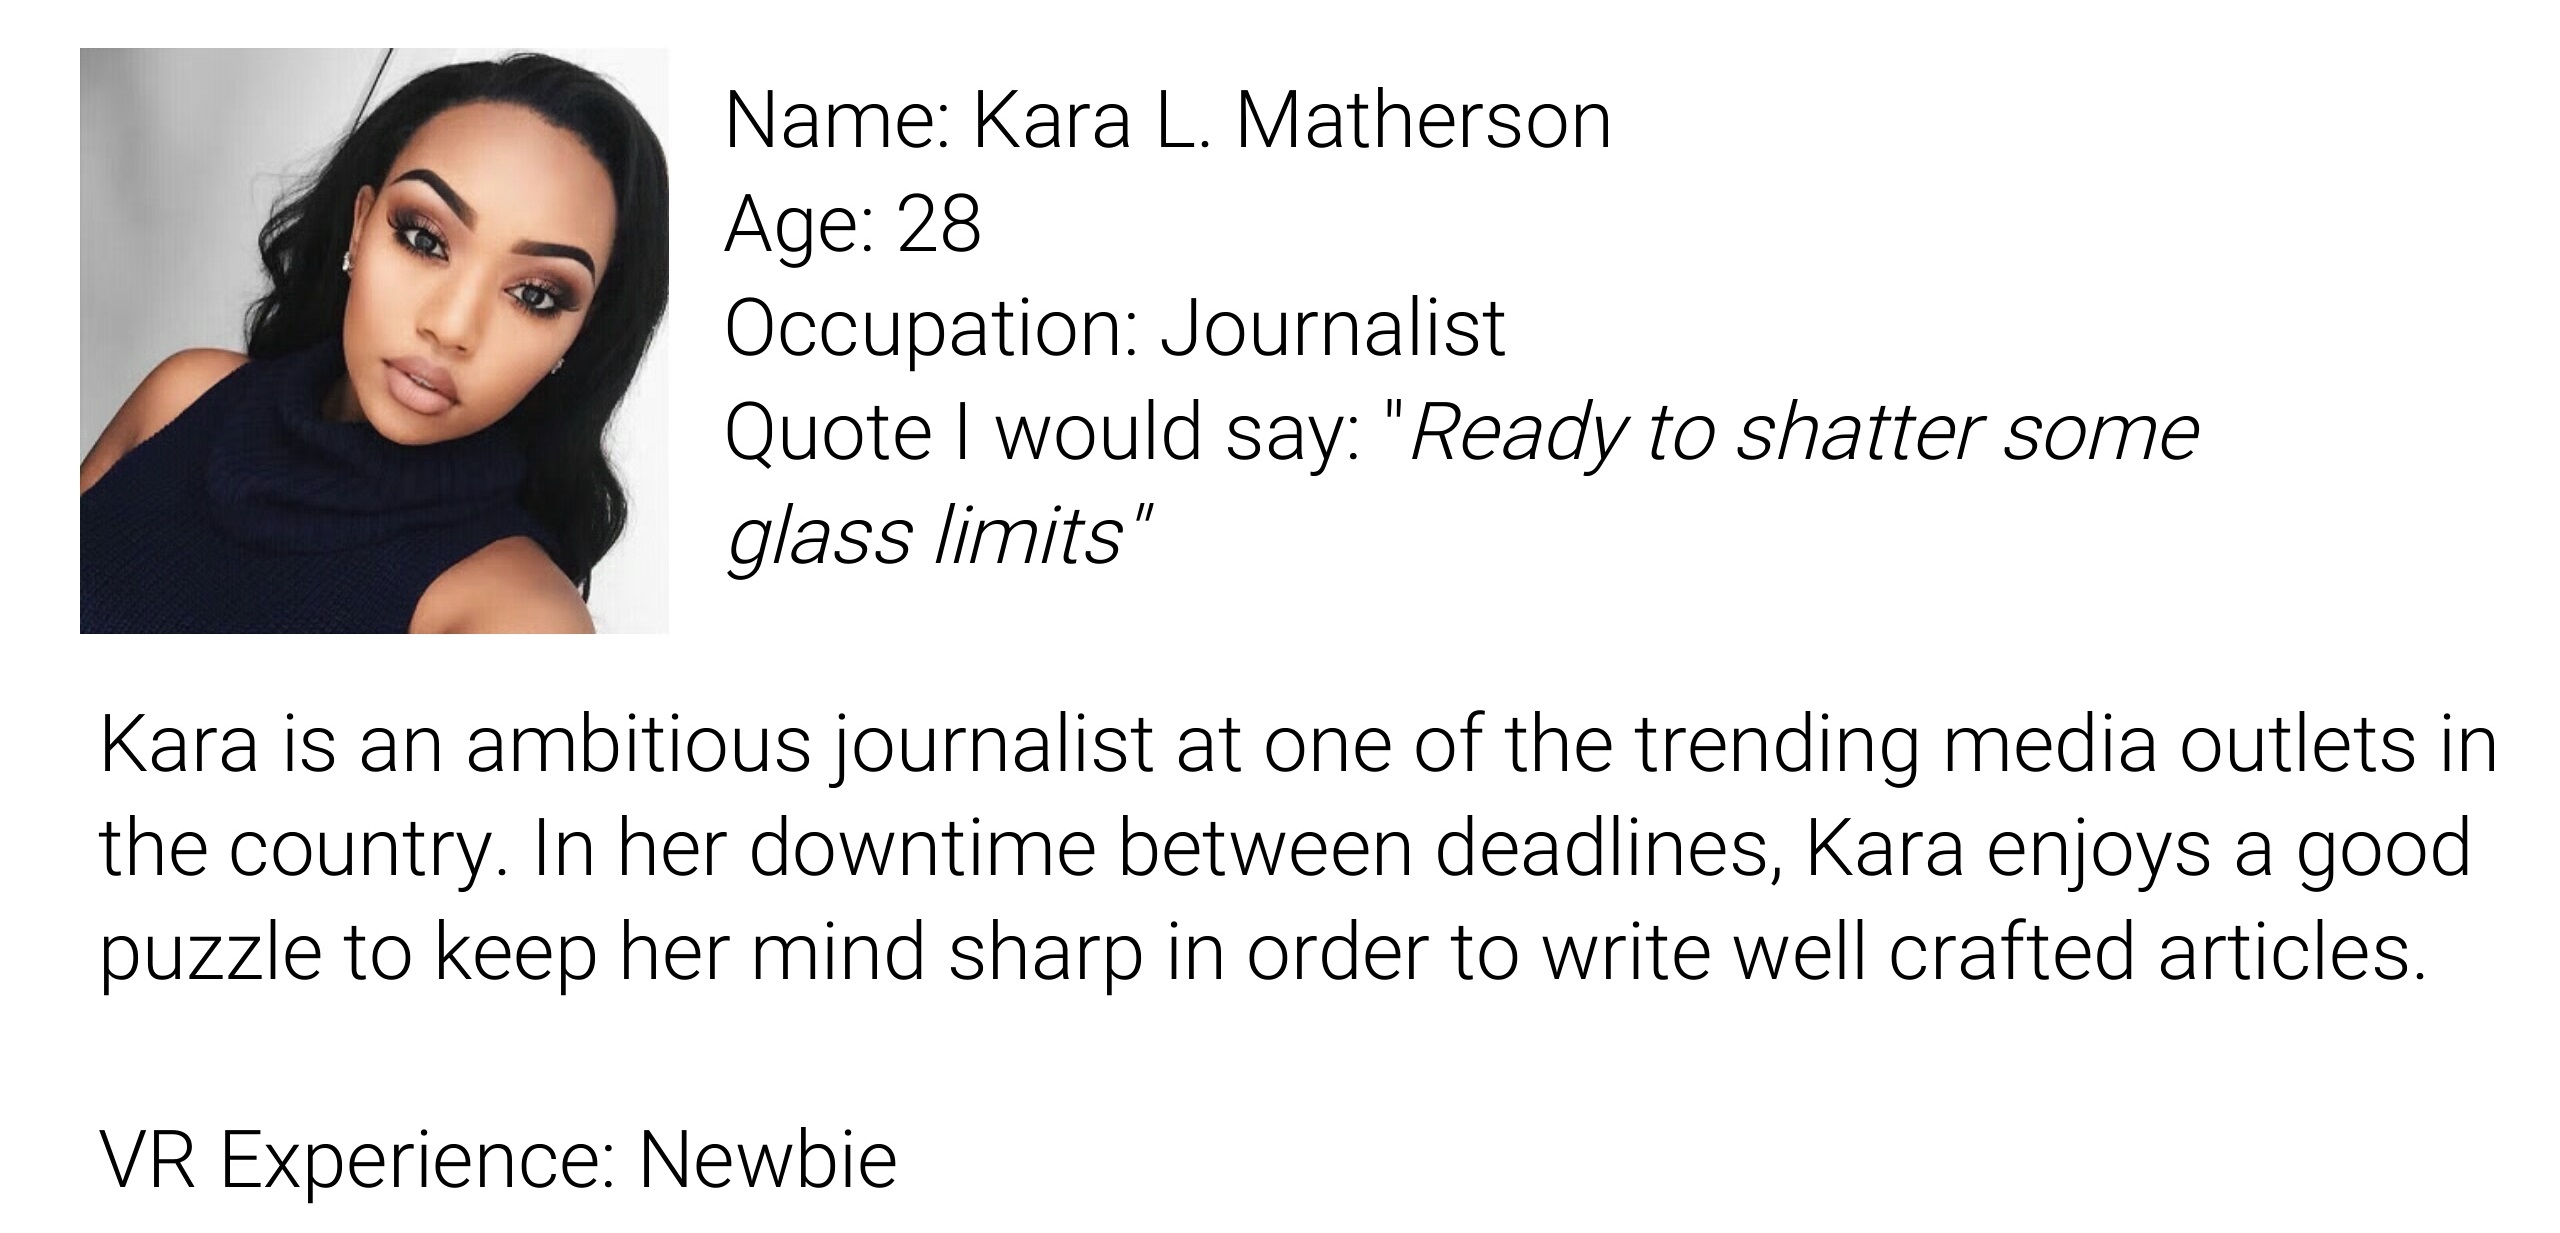 Name: Kara L. Matherson
Age: 28
Occupation: Journalist
Quote I would say: "Ready to shatter some
glass limits"
Kara is an ambitious journalist at one of the trending media outlets in
the country. In her downtime between deadlines, Kara enjoys a good
puzzle to keep her mind sharp in order to write well crafted articles.
VR Experience: Newbie